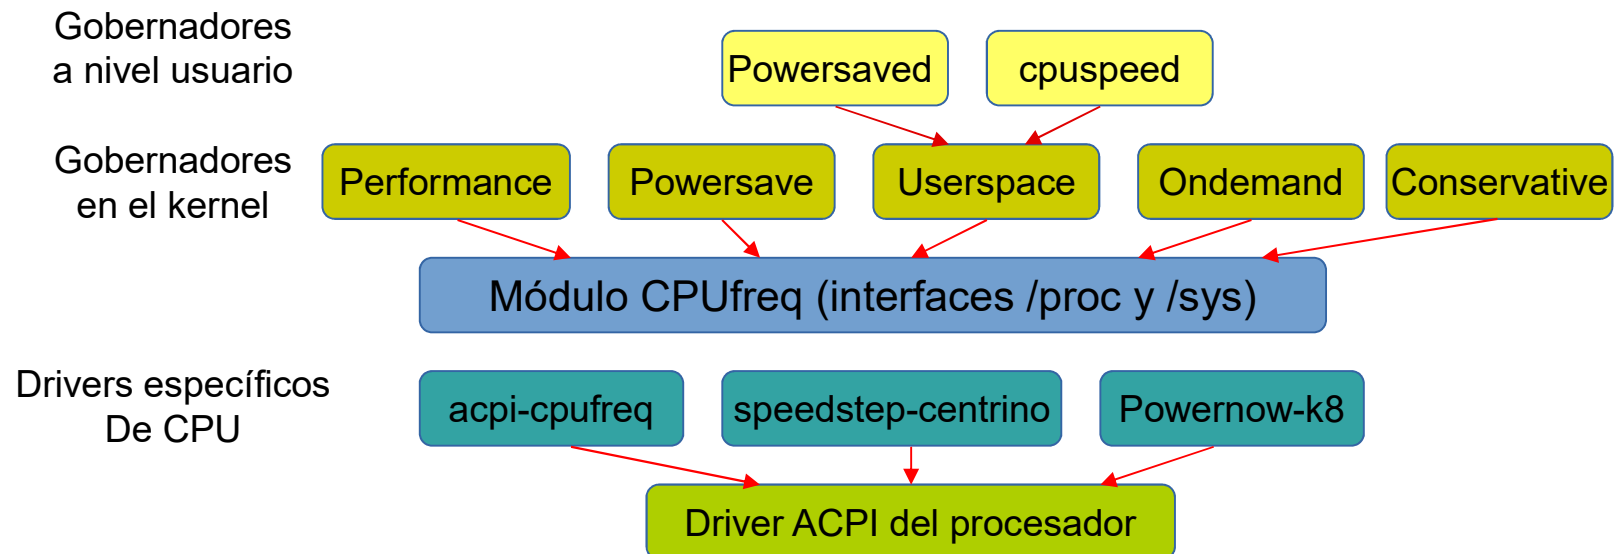 Gobernadores
a nivel usuario
Powersaved
cpuspeed
Gobernadores
en el kernel
Performance
Powersave
Userspace
Ondemand
Conservative
Módulo CPUfreq (interfaces /proc y /sys)
Drivers específicos
De CPU
acpi-cpufreq
speedstep-centrino
Powernow-k8
Driver ACPI del procesador